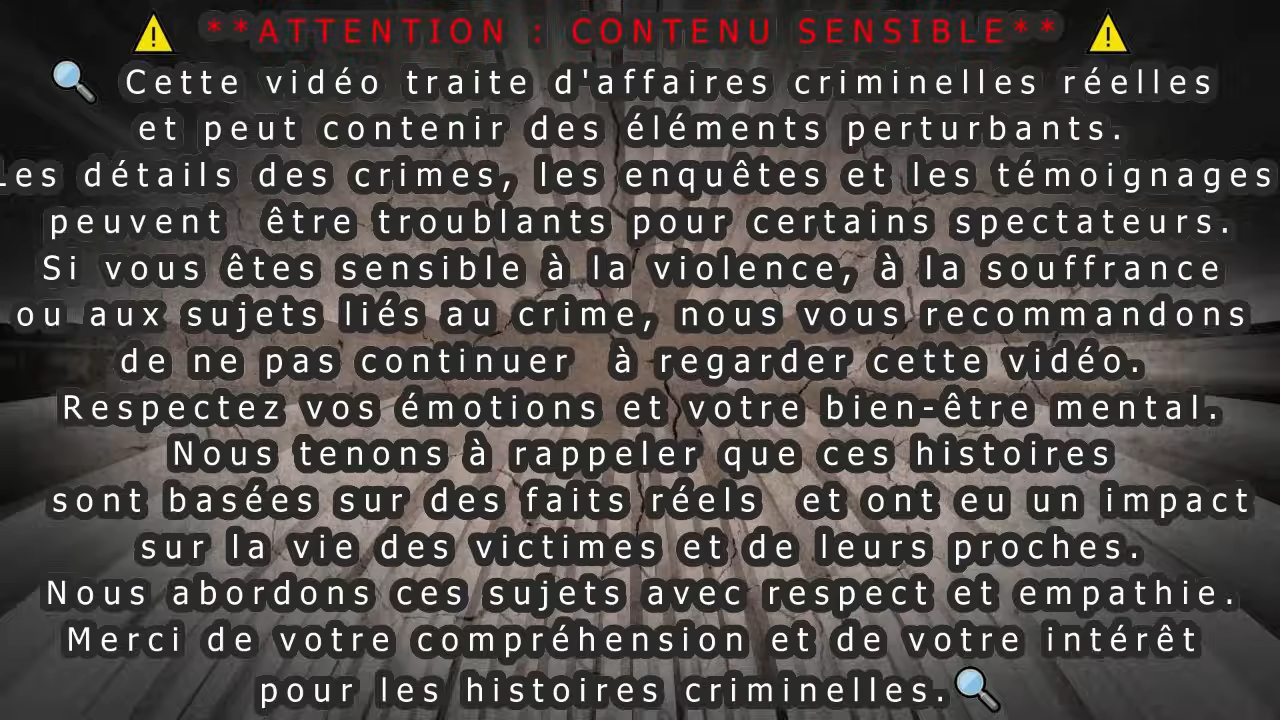 ⚠️ **ATTENTION : CONTENU SENSIBLE** ⚠️
🔍 Cette vidéo traite d'affaires criminelles réelles
et peut contenir des éléments perturbants.
Les détails des crimes, les enquêtes et les témoignages
peuvent être troublants pour certains spectateurs.
Si vous êtes sensible à la violence, à la souffrance
ou aux sujets liés au crime, nous vous recommandons
de ne pas continuer à regarder cette vidéo.
Respectez vos émotions et votre bien-être mental.
Nous tenons à rappeler que ces histoires
sont basées sur des faits réels et ont eu un impact
sur la vie des victimes et de leurs proches.
Nous abordons ces sujets avec respect et empathie.
Merci de votre compréhension et de votre intérêt
pour les histoires criminelles.🔍